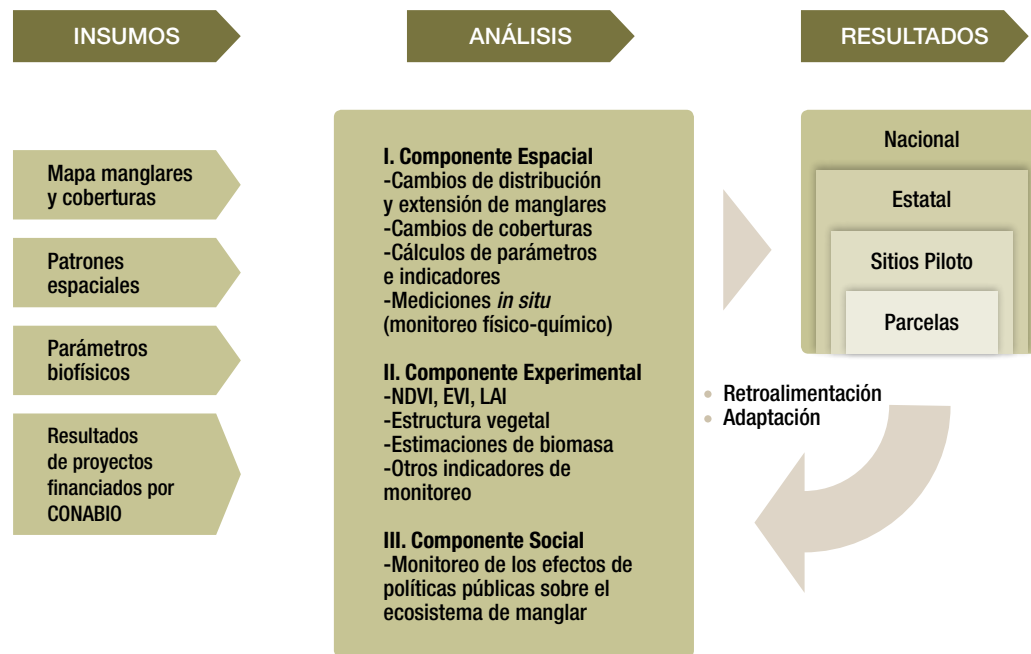 INSUMOS
ANÁLISIS
RESULTADOS
Mapa manglares
y coberturas
Patrones
espaciales
Parámetros
biofísicos
Resultados
de proyectos
financiados por
CONABIO
I. Componente Espacial
-Cambios de distribución
y extensión de manglares
-Cambios de coberturas
-Cálculos de parámetros
e indicadores
-Mediciones in situ
(monitoreo físico-químico)
II. Componente Experimental
-NDVI, EVI, LAI
-Estructura vegetal
-Estimaciones de biomasa
-Otros indicadores de
monitoreo
III. Componente Social
-Monitoreo de los efectos de
políticas públicas sobre el
ecosistema de manglar
Nacional
Estatal
Sitios Piloto
Parcelas
• Retroalimentación
• Adaptación